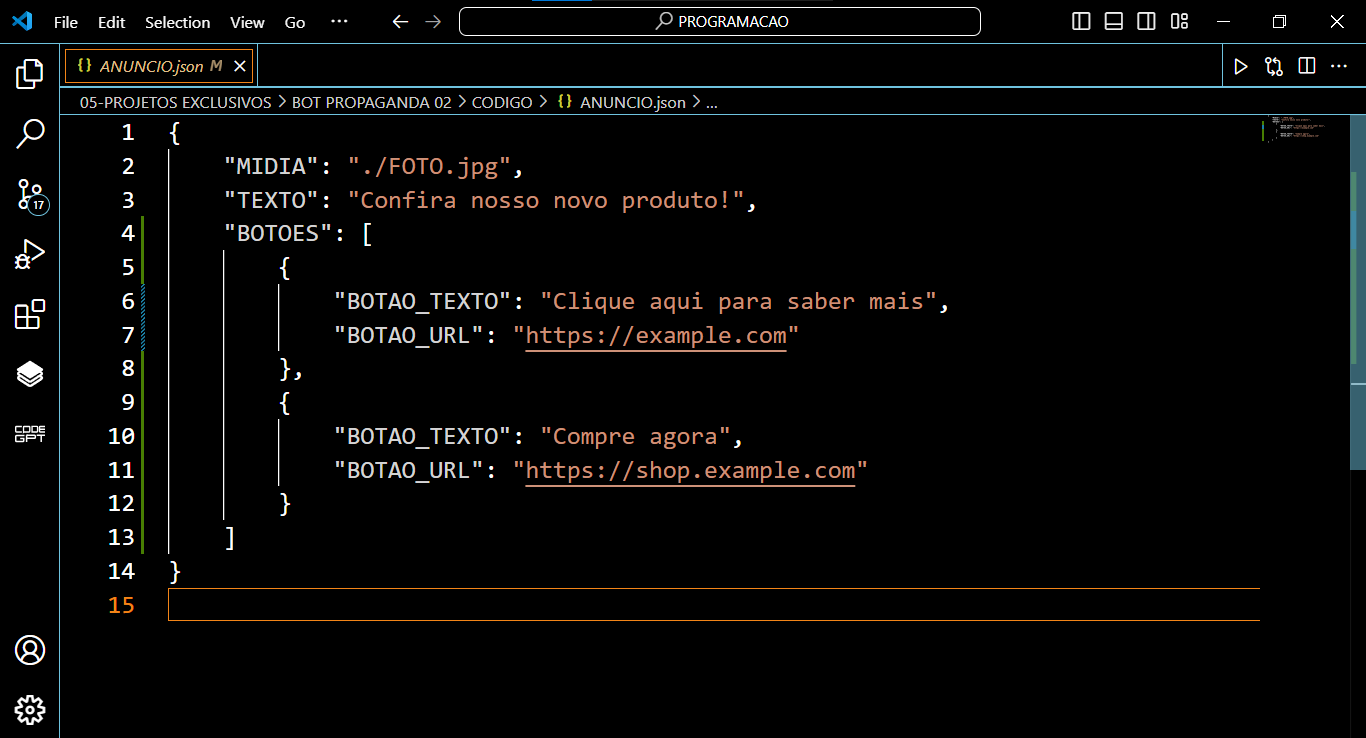 File Edit Selection View Go ··· PROGRAMACAO
{} ANUNCIO.json M
05-PROJETOS EXCLUSIVOS > BOT PROPAGANDA 02 > CODIGO > {} ANUNCIO.json > ...
1 {
2 "MIDIA": "./FOTO.jpg",
3 "TEXTO": "Confira nosso novo produto!",
4 "BOTOES": [
5 {
6 "BOTAO_TEXTO": "Clique aqui para saber mais",
7 "BOTAO_URL": "https://example.com"
8 },
9 {
10 "BOTAO_TEXTO": "Compre agora",
11 "BOTAO_URL": "https://shop.example.com"
12 }
13 ]
14 }
15
17
CODE
GPT